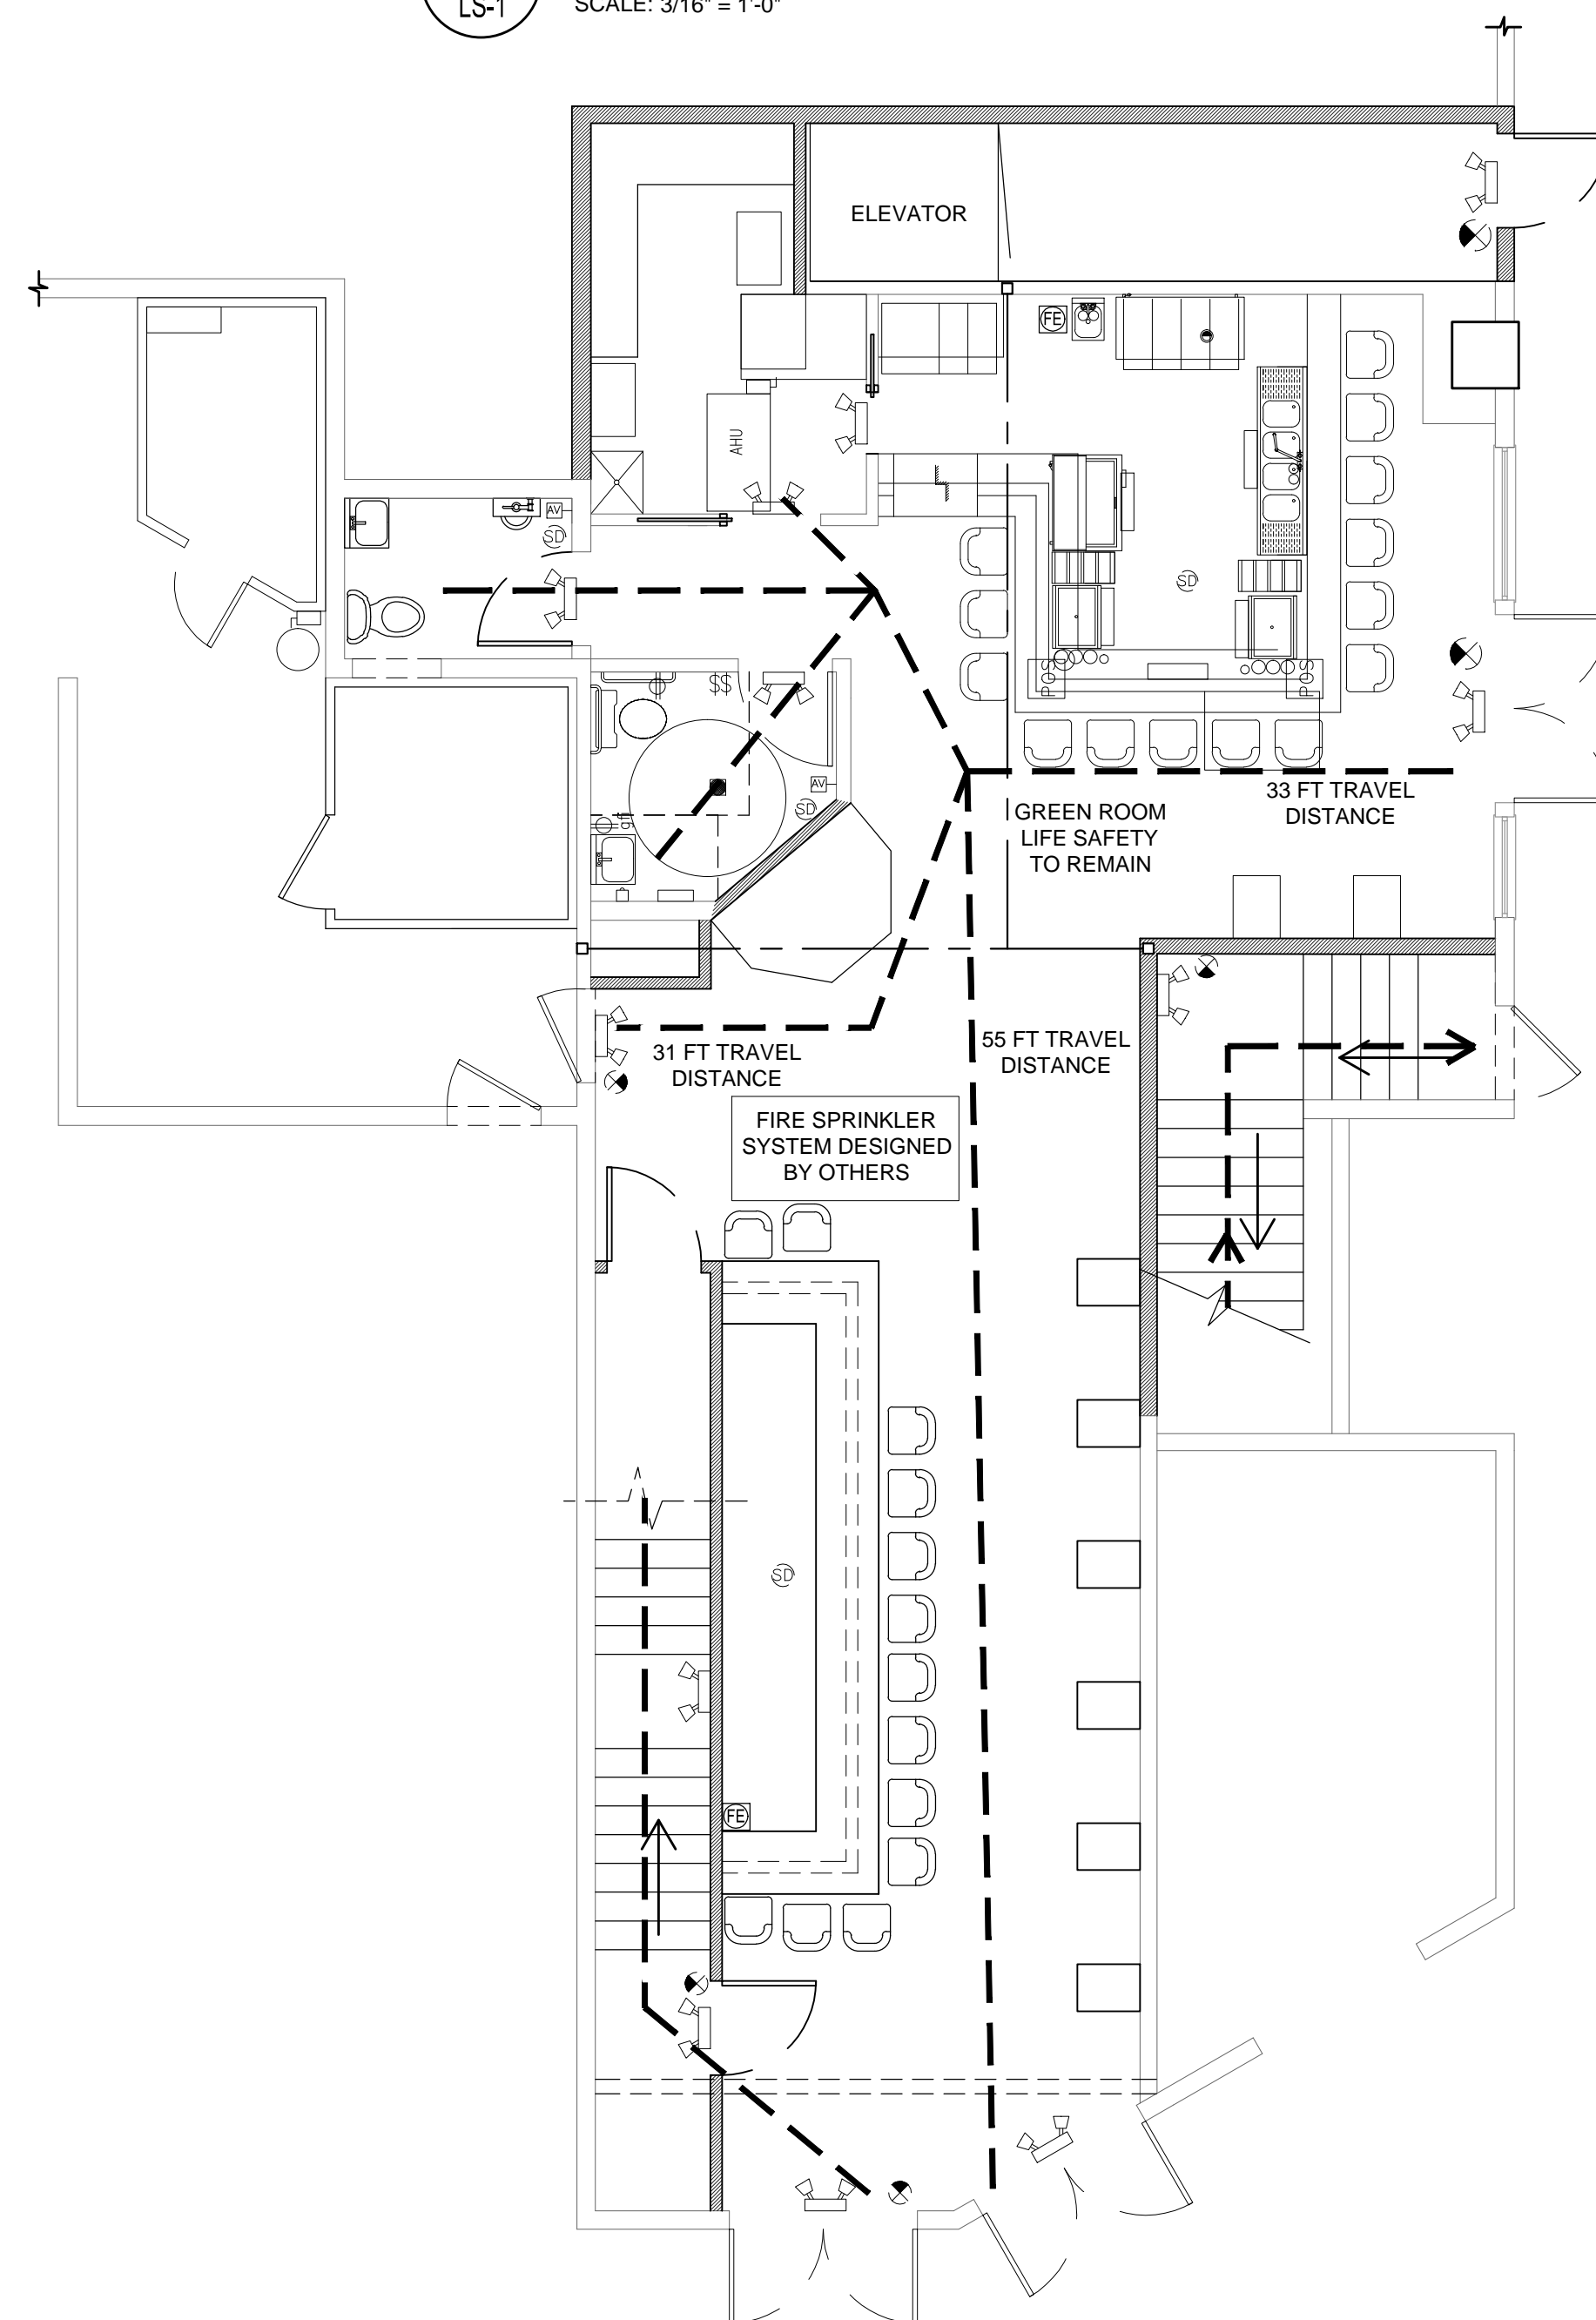 LS-1
SCALE: 3/16" = 1'-0"
ELEVATOR
FE
AHU
AV
SD
SD
POS
POS
$$
AV
SD
33 FT TRAVEL
DISTANCE
GREEN ROOM
LIFE SAFETY
TO REMAIN
55 FT TRAVEL
DISTANCE
31 FT TRAVEL
DISTANCE
FIRE SPRINKLER
SYSTEM DESIGNED
BY OTHERS
SD
FE